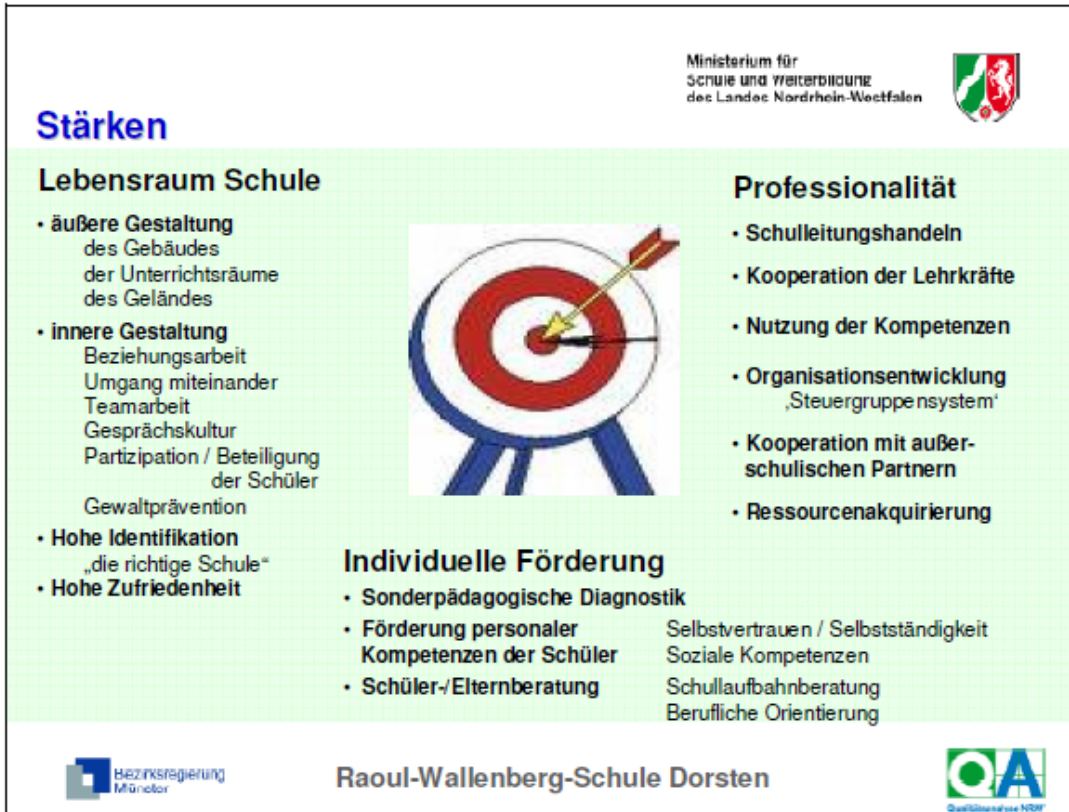 Ministerium für
Schule und Weiterbildung
des Landes Nordrhein-Westfalen
Stärken
Lebensraum Schule
• äußere Gestaltung
des Gebäudes
der Unterrichtsräume
des Geländes
• innere Gestaltung
Beziehungsarbeit
Umgang miteinander
Teamarbeit
Gesprächskultur
Partizipation / Beteiligung
der Schüler
Gewaltprävention
• Hohe Identifikation
„die richtige Schule“
• Hohe Zufriedenheit
Professionalität
• Schulleitungshandeln
• Kooperation der Lehrkräfte
• Nutzung der Kompetenzen
• Organisationsentwicklung
‚Steuergruppensystem‘
• Kooperation mit außer-
schulischen Partnern
• Ressourcenakquirierung
Individuelle Förderung
• Sonderpädagogische Diagnostik
• Förderung personaler Selbstvertrauen / Selbstständigkeit
Kompetenzen der Schüler Soziale Kompetenzen
• Schüler-/Elternberatung Schullaufbahnberatung
Berufliche Orientierung
Bezirksregierung
Münster
Raoul-Wallenberg-Schule Dorsten
QA
Qualitätsanalyse NRW